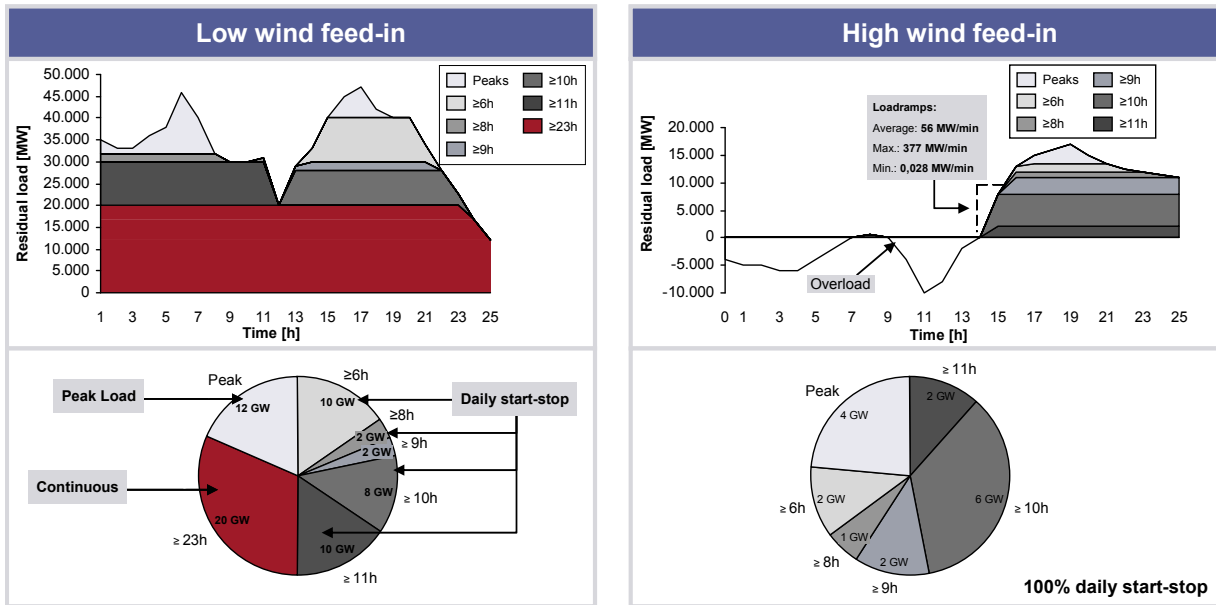 Low wind feed-in
50.000
45.000
40.000
35.000
30.000
25.000
20.000
15.000
10.000
5.000
0
Residual load [MW]
1 3 5 7 9 11 13 15 17 19 21 23 25
Time [h]
Peaks
≥6h
≥8h
≥9h
≥10h
≥11h
≥23h
High wind feed-in
20.000
15.000
10.000
5.000
0
-5.000
-10.000
Residual load [MW]
0 1 3 5 7 9 11 13 15 17 19 21 23 25
Time [h]
Loadramps:
Average: 56 MW/min
Max.: 377 MW/min
Min.: 0,028 MW/min
Overload
Peaks
≥6h
≥8h
≥9h
≥10h
≥11h
Peak Load
Continuous
Daily start-stop
Peak
12 GW
≥6h
10 GW
≥8h
2 GW
≥ 9h
2 GW
≥ 10h
8 GW
≥ 11h
10 GW
≥ 23h
20 GW
Peak
4 GW
≥ 11h
2 GW
≥ 10h
6 GW
≥ 9h
2 GW
≥ 8h
1 GW
≥ 6h
2 GW
100% daily start-stop